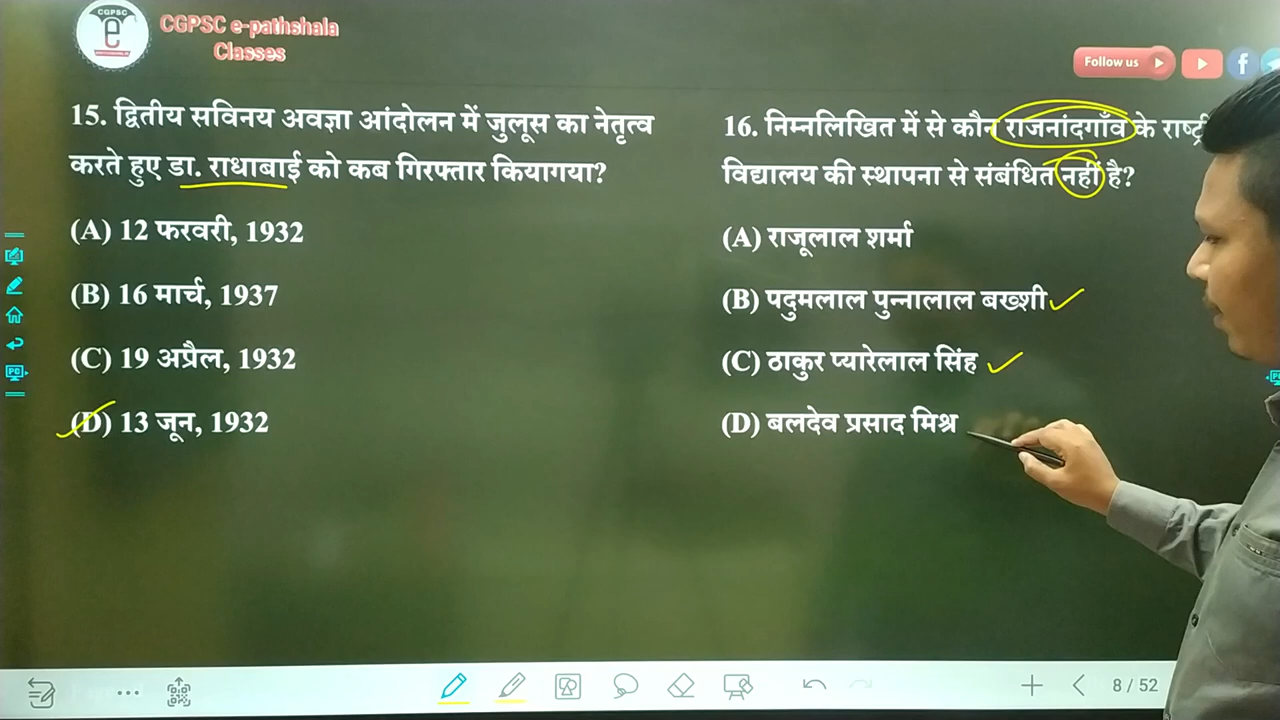 CGPSC
e
CGPSC e-pathshala
Classes
Follow us
15. द्वितीय सविनय अवज्ञा आंदोलन में जुलूस का नेतृत्व
करते हुए डा. राधाबाई को कब गिरफ्तार कियागया?
(A) 12 फरवरी, 1932
(B) 16 मार्च, 1937
(C) 19 अप्रैल, 1932
(D) 13 जून, 1932
16. निम्नलिखित में से कौन राजनांदगाँव के राष्ट्री
विद्यालय की स्थापना से संबंधित नहीं है?
(A) राजूलाल शर्मा
(B) पदुमलाल पुन्नालाल बख्शी
(C) ठाकुर प्यारेलाल सिंह
(D) बलदेव प्रसाद मिश्र
PC
8 / 52